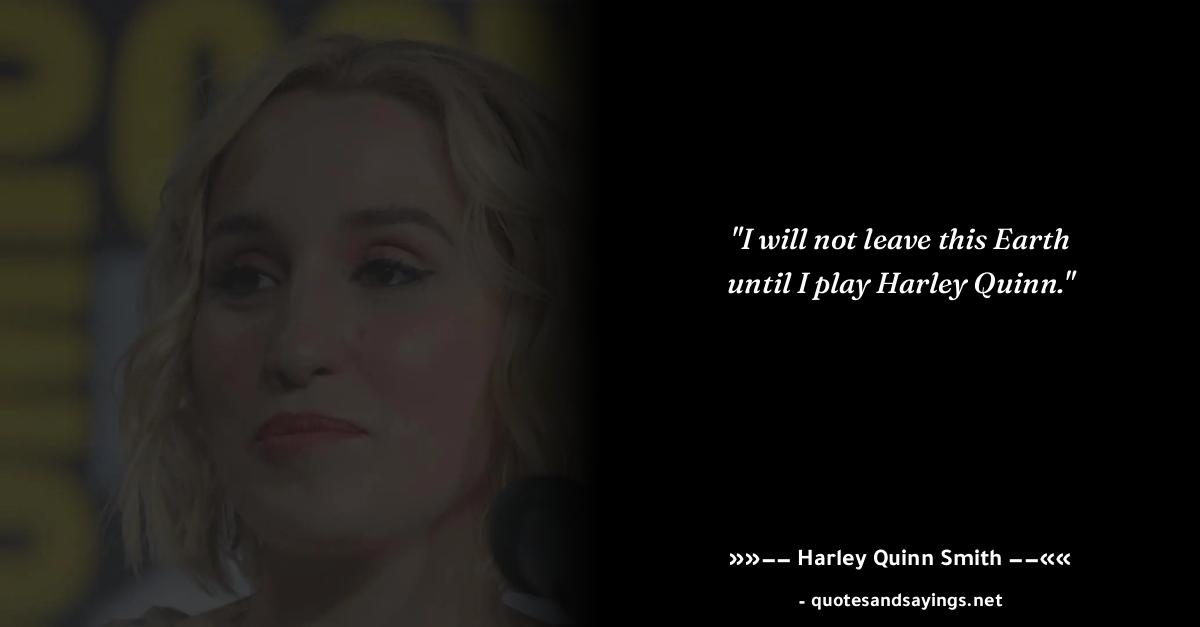 "I will not leave this Earth
until I play Harley Quinn."
»»–– Harley Quinn Smith ––««
- quotesandsayings.net